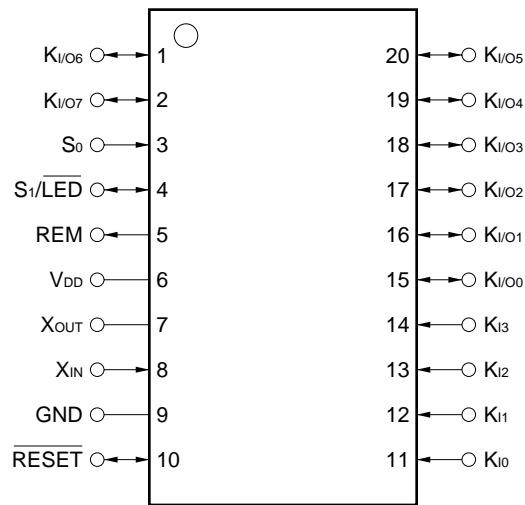 KI/O6 1 20 KI/O5
KI/O7 2 19 KI/O4
S0 3 18 KI/O3
S1/LED 4 17 KI/O2
REM 5 16 KI/O1
VDD 6 15 KI/O0
XOUT 7 14 KI3
XIN 8 13 KI2
GND 9 12 KI1
RESET 10 11 KI0